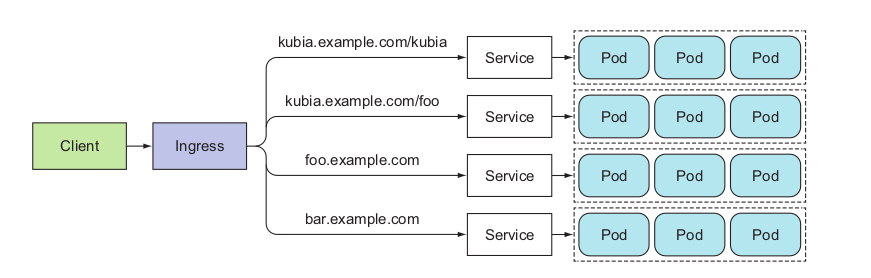 kubia.example.com/kubia
Service
Pod Pod Pod
kubia.example.com/foo
Service
Pod Pod Pod
Client
Ingress
foo.example.com
Service
Pod Pod Pod
bar.example.com
Service
Pod Pod Pod